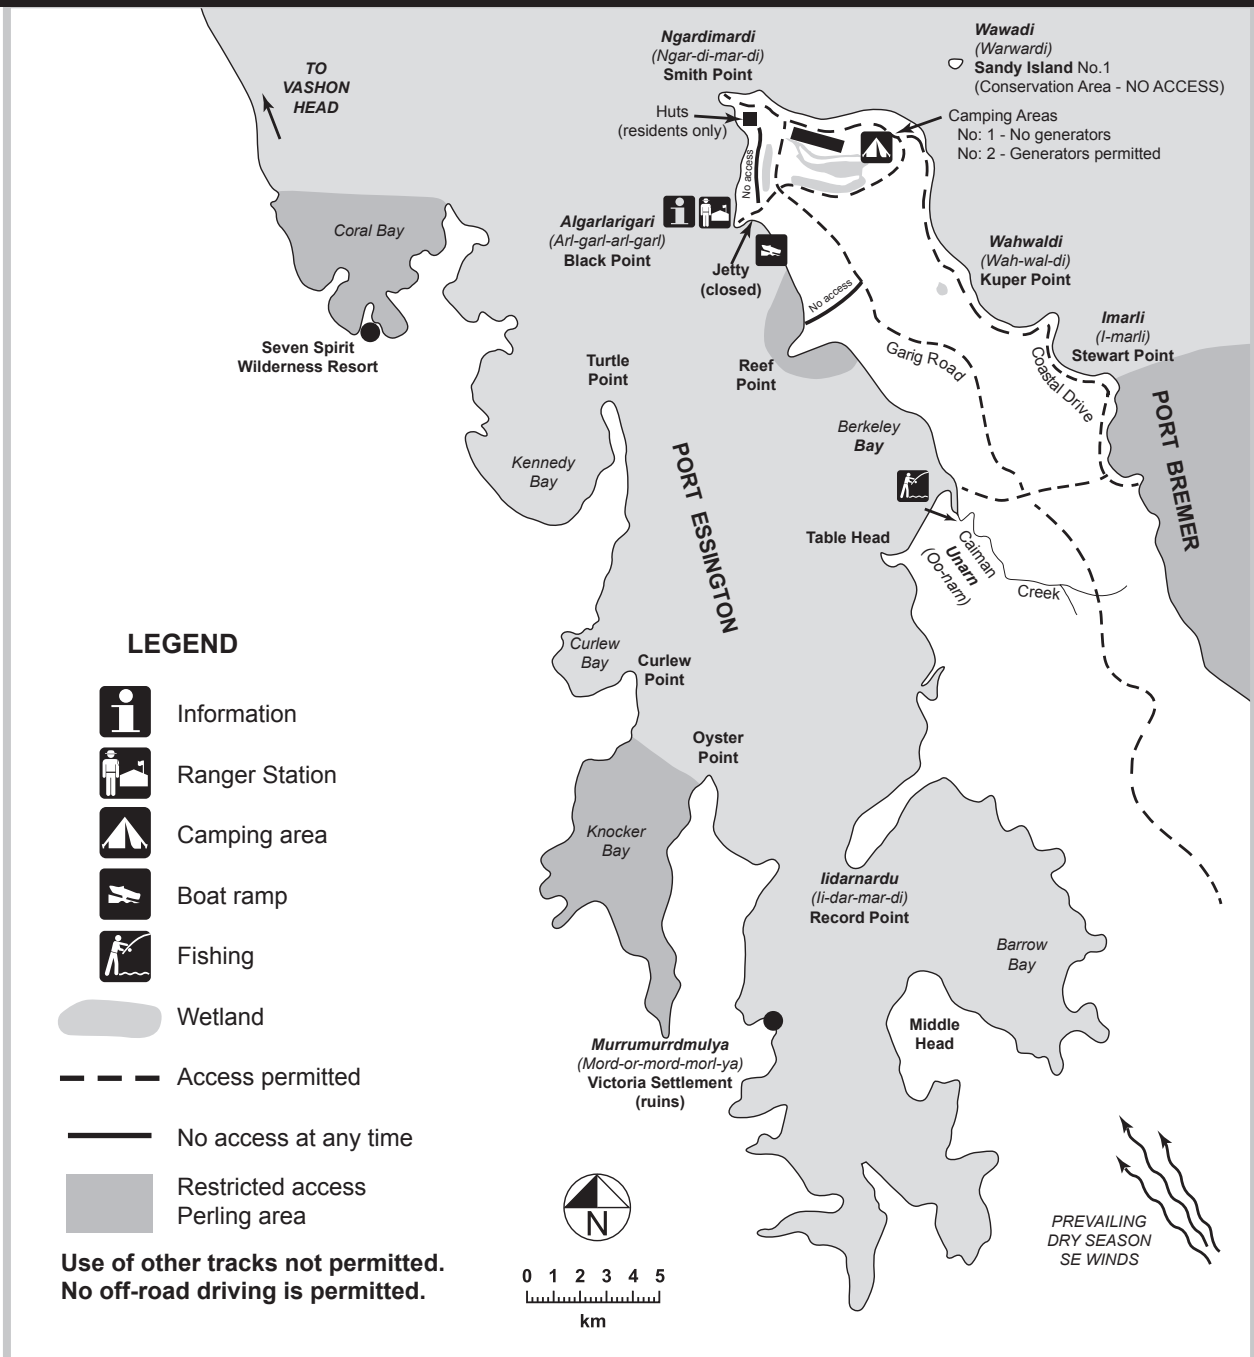 Ngardimardi
(Ngar-di-mar-di)
Smith Point
Wawadi
(Warwardi)
Sandy Island No.1
(Conservation Area - NO ACCESS)
TO
VASHON
HEAD
Huts
(residents only)
Camping Areas
No: 1 - No generators
No: 2 - Generators permitted
No access
Coral Bay
Algarlarigari
(Arl-garl-arl-garl)
Black Point
Jetty
(closed)
Wahwaldi
(Wah-wal-di)
Kuper Point
No access
Imarli
(I-marli)
Stewart Point
Seven Spirit
Wilderness Resort
Turtle
Point
Reef
Point
Garig Road
Coastal Drive
PORT BREMER
Berkeley
Bay
Kennedy
Bay
PORT ESSINGTON
Table Head
Caiman
Unarn
(Oo-narn)
Creek
Curlew
Bay
Curlew
Point
Oyster
Point
Knocker
Bay
Iidarnardu
(Ii-dar-mar-di)
Record Point
Barrow
Bay
Middle
Head
Murrumurrdmulya
(Mord-or-mord-morl-ya)
Victoria Settlement
(ruins)
PREVAILING
DRY SEASON
SE WINDS
LEGEND
Information
Ranger Station
Camping area
Boat ramp
Fishing
Wetland
Access permitted
No access at any time
Restricted access
Perling area
Use of other tracks not permitted.
No off-road driving is permitted.
N
0 1 2 3 4 5
km